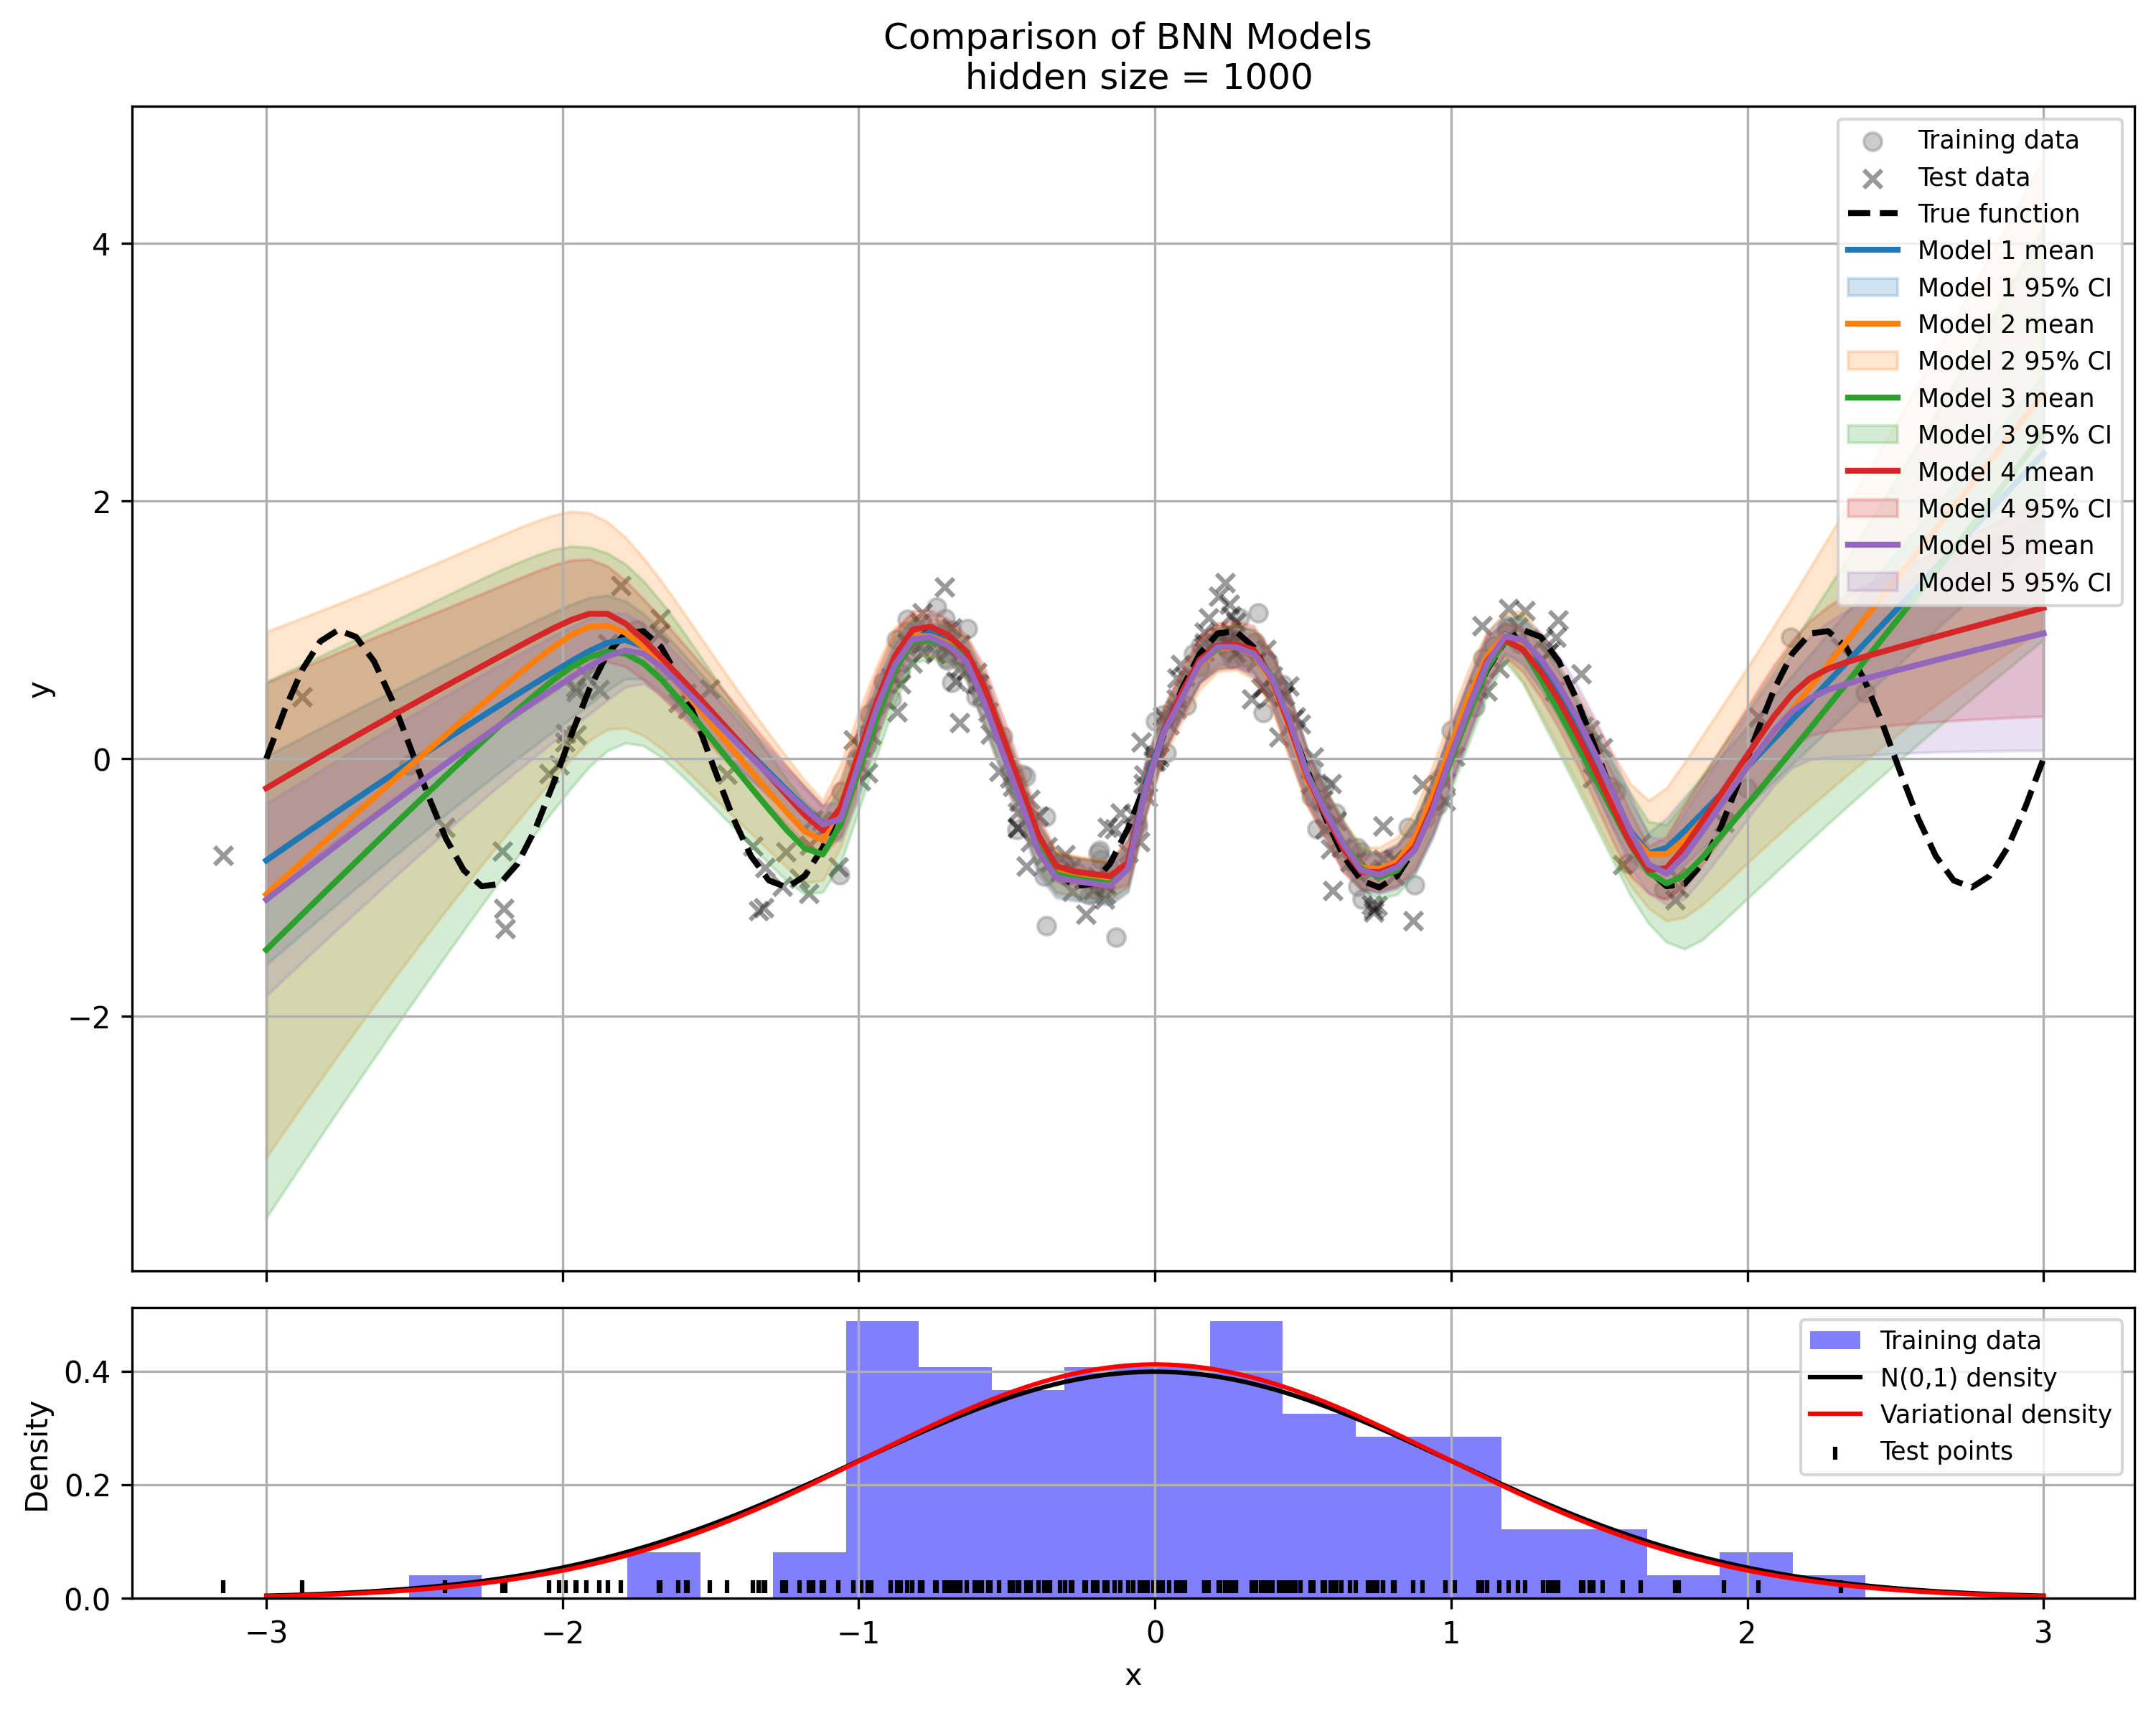 Comparison of BNN Models
hidden size = 1000
4
2
0
−2
y
Training data
Test data
True function
Model 1 mean
Model 1 95% CI
Model 2 mean
Model 2 95% CI
Model 3 mean
Model 3 95% CI
Model 4 mean
Model 4 95% CI
Model 5 mean
Model 5 95% CI
0.4
0.2
0.0
Density
Training data
N(0,1) density
Variational density
Test points
−3 −2 −1 0 1 2 3
x